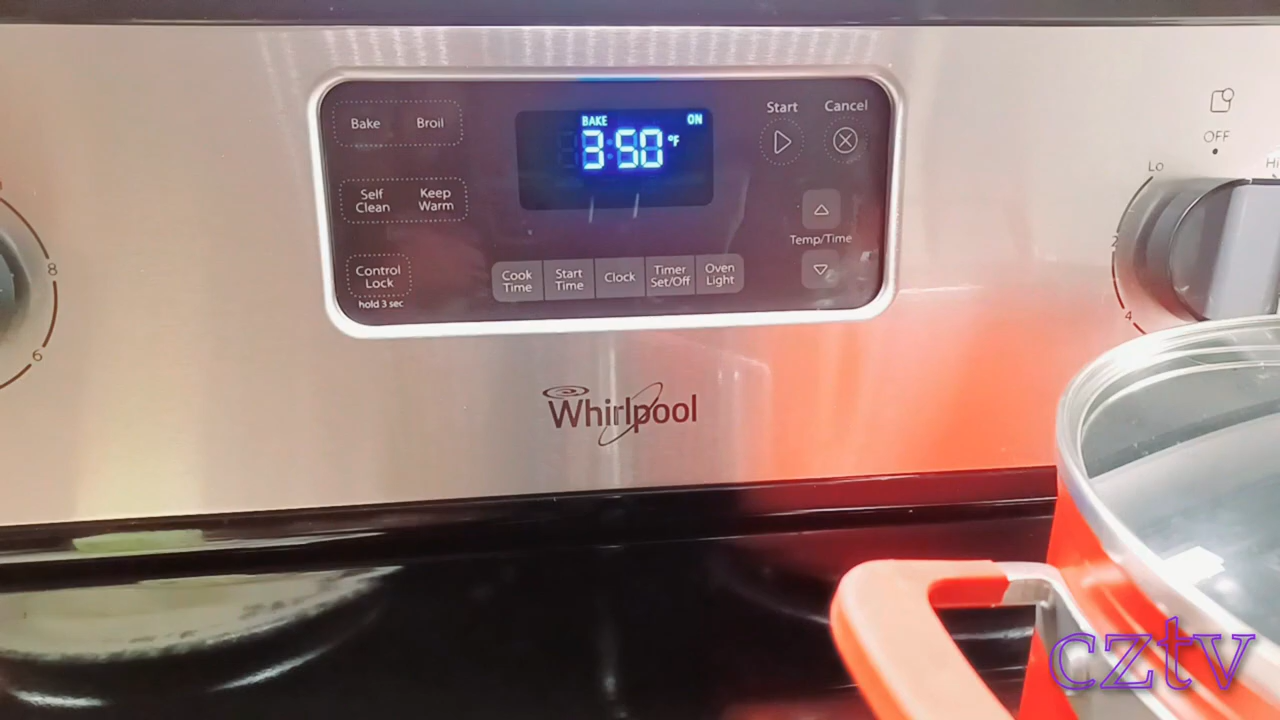 BAKE ON
3:50 °F
Start Cancel
Bake Broil
Self Clean
Keep Warm
Temp/Time
Control Lock
hold 3 sec
Cook Time
Start Time
Clock
Timer Set/Off
Oven Light
Whirlpool
OFF
Lo
Hi
2
4
8
6
cztv